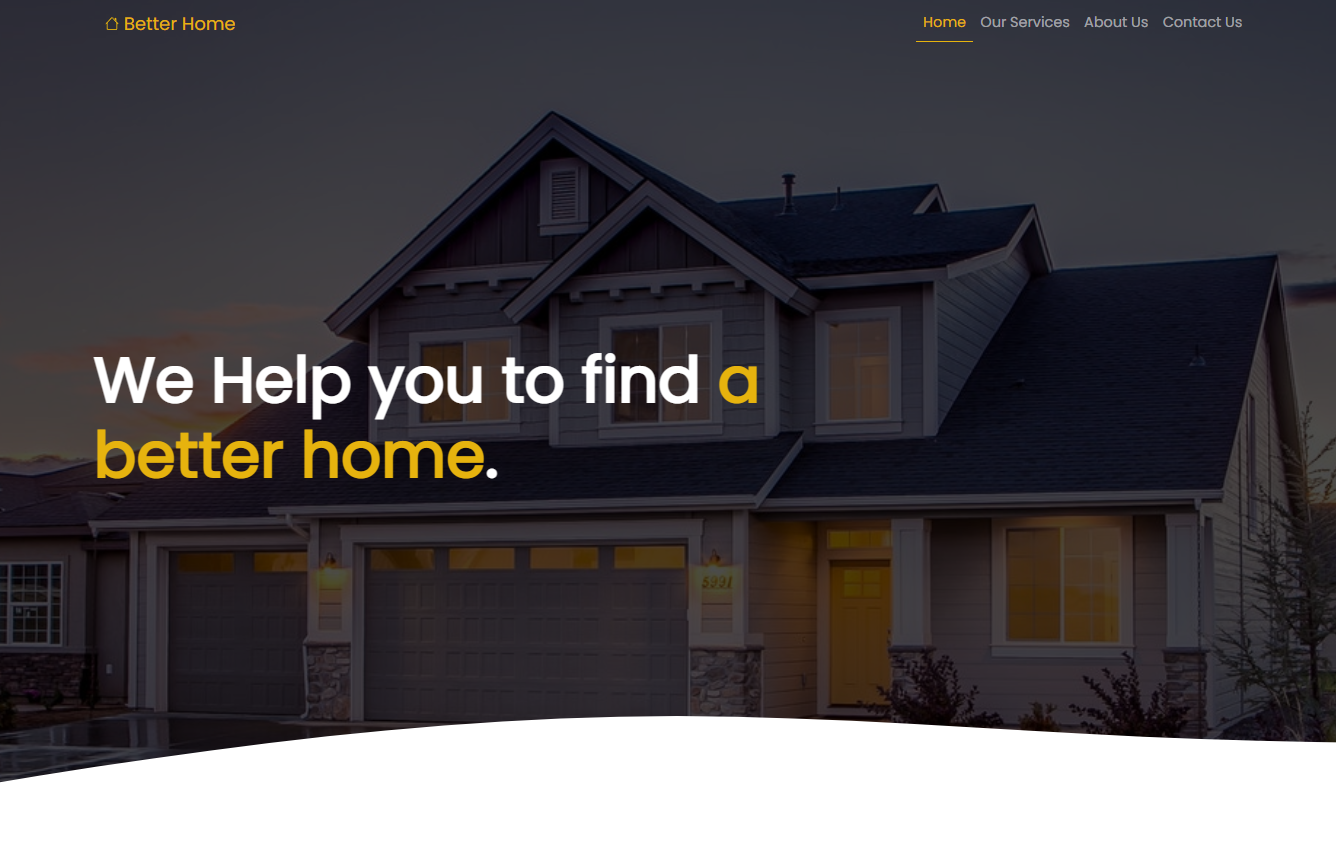 Better Home
Home Our Services About Us Contact Us
We Help you to find a
better home.
5991